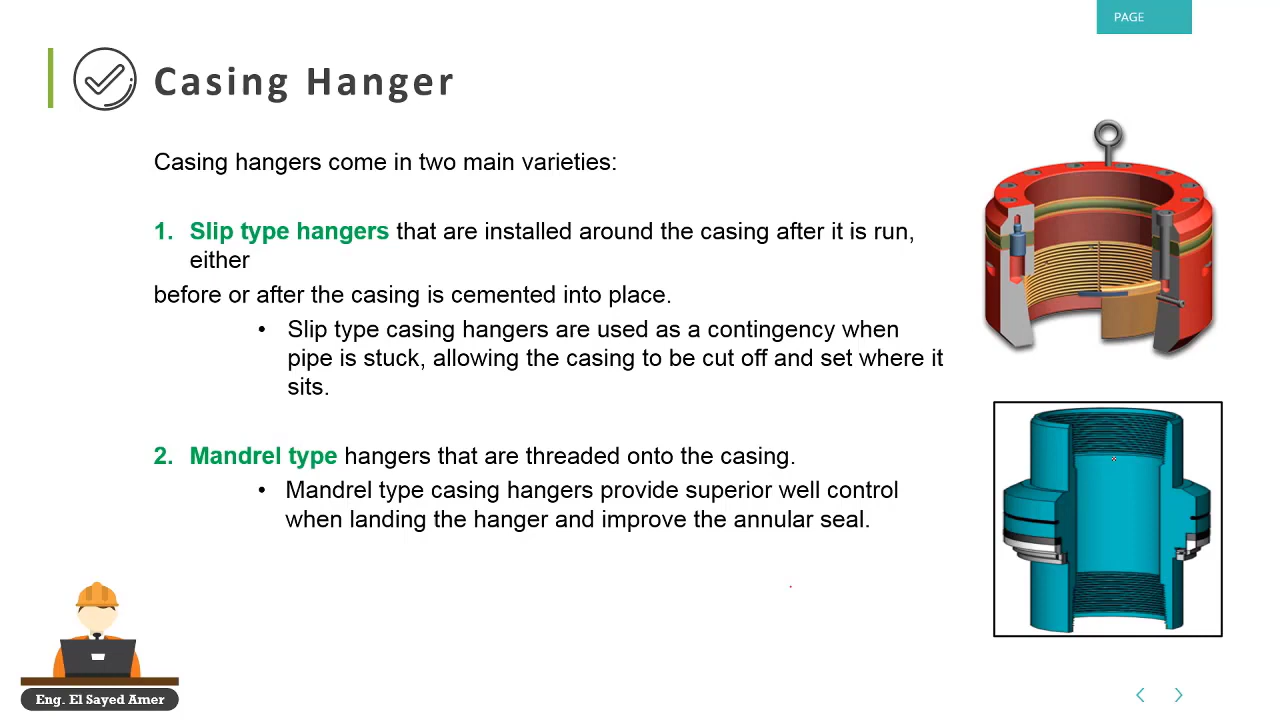 PAGE
Casing Hanger
Casing hangers come in two main varieties:
1. Slip type hangers that are installed around the casing after it is run,
either
before or after the casing is cemented into place.
• Slip type casing hangers are used as a contingency when
pipe is stuck, allowing the casing to be cut off and set where it
sits.
2. Mandrel type hangers that are threaded onto the casing.
• Mandrel type casing hangers provide superior well control
when landing the hanger and improve the annular seal.
Eng. El Sayed Amer